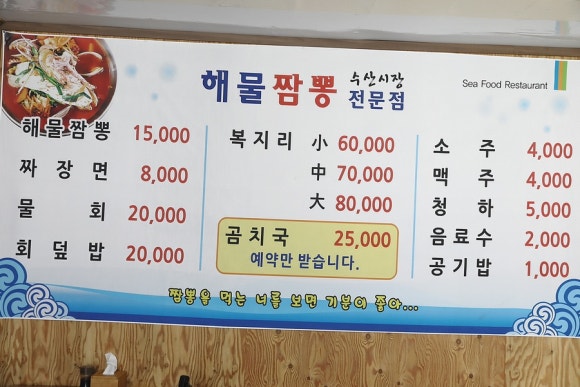 해물짬뽕 수산시장 전문점
Sea Food Restaurant
해물짬뽕 15,000
짜장면 8,000
물회 20,000
회덮밥 20,000
복지리 小 60,000
中 70,000
大 80,000
곰치국 25,000
예약만 받습니다.
소주 4,000
맥주 4,000
청하 5,000
음료수 2,000
공기밥 1,000
짬뽕을 먹는 너를 보면 기분이 좋아...